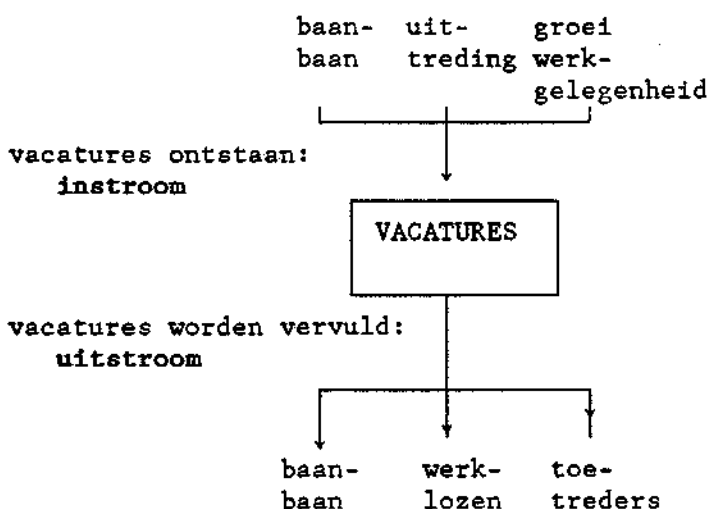 baan- uit- groei
baan treding werk-
gelegenheid
vacatures ontstaan:
instroom
VACATURES
vacatures worden vervuld:
uitstroom
baan- werk- toe-
baan lozen treders